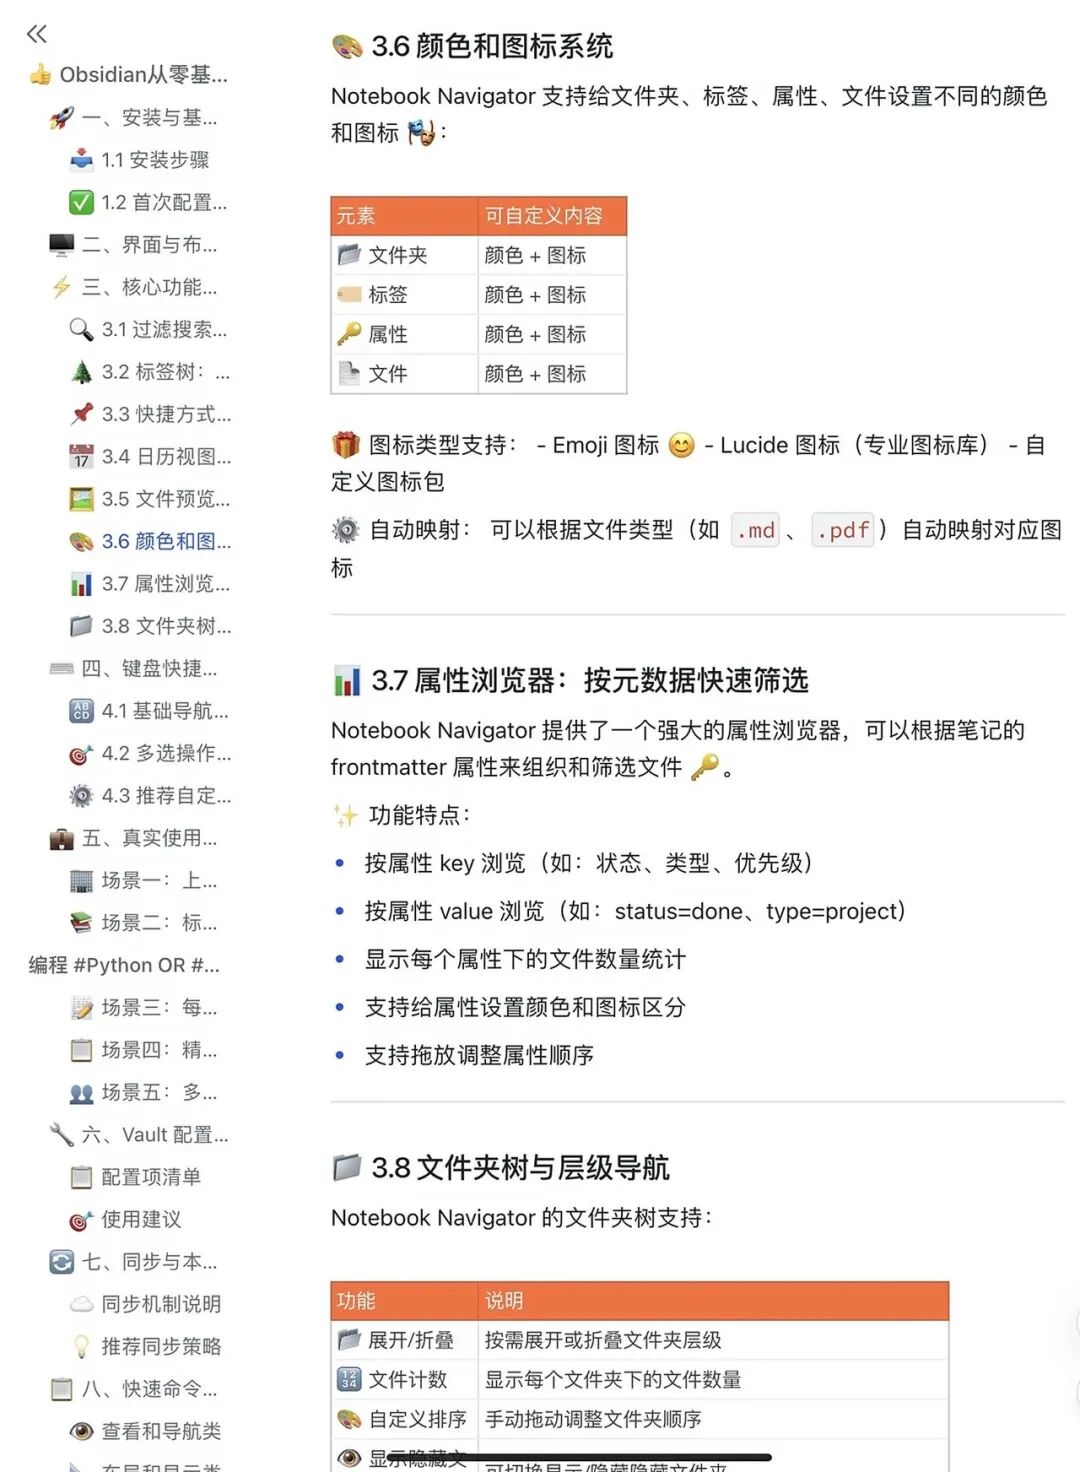 Obsidian从零基...
一、安装与基...
1.1 安装步骤
1.2 首次配置...
二、界面与布...
三、核心功能...
3.1 过滤搜索...
3.2 标签树：...
3.3 快捷方式...
3.4 日历视图...
3.5 文件预览...
3.6 颜色和图...
3.7 属性浏览...
3.8 文件夹树...
四、键盘快捷...
4.1 基础导航...
4.2 多选操作...
4.3 推荐自定...
五、真实使用...
场景一：上...
场景二：标...
编程 #Python OR #...
场景三：每...
场景四：精...
场景五：多...
六、Vault 配置...
配置项清单
使用建议
七、同步与本...
同步机制说明
推荐同步策略
八、快速命令...
查看和导航类
布局和显示类
3.6 颜色和图标系统
Notebook Navigator 支持给文件夹、标签、属性、文件设置不同的颜色
和图标 🎭：
元素 可自定义内容
📁 文件夹 颜色 + 图标
🏷️ 标签 颜色 + 图标
🔑 属性 颜色 + 图标
📄 文件 颜色 + 图标
🎁 图标类型支持： - Emoji 图标 😊 - Lucide 图标（专业图标库） - 自
定义图标包
⚙️ 自动映射： 可以根据文件类型（如 .md 、 .pdf ）自动映射对应图
标
3.7 属性浏览器：按元数据快速筛选
Notebook Navigator 提供了一个强大的属性浏览器，可以根据笔记的
frontmatter 属性来组织和筛选文件 🔑。
✨ 功能特点：
• 按属性 key 浏览（如：状态、类型、优先级）
• 按属性 value 浏览（如：status=done、type=project）
• 显示每个属性下的文件数量统计
• 支持给属性设置颜色和图标区分
• 支持拖放调整属性顺序
3.8 文件夹树与层级导航
Notebook Navigator 的文件夹树支持：
功能 说明
展开/折叠 按需展开或折叠文件夹层级
文件计数 显示每个文件夹下的文件数量
自定义排序 手动拖动调整文件夹顺序
显示隐藏文 可切换显示/隐藏隐藏文件夹